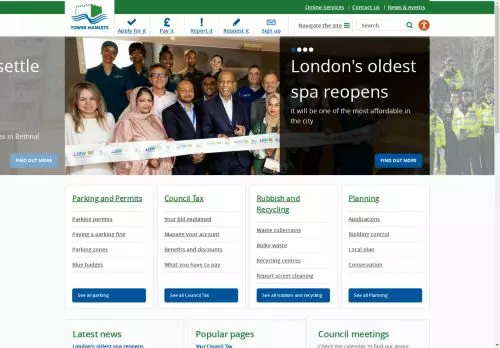 Online Services | Contact us | News & events
TOWER HAMLETS
Apply for it
Pay it
Report it
Request it
Sign up
Navigate the site
Search
settle
es in Bethnal
FIND OUT MORE
London's oldest
spa reopens
It will be one of the most affordable in
the city
FIND OUT MORE
Parking and Permits
Parking permits
Paying a parking fine
Parking zones
Blue badges
See all parking
Council Tax
Your bill explained
Manage your account
Benefits and discounts
What you have to pay
See all Council Tax
Rubbish and
Recycling
Waste collections
Bulky waste
Recycling centres
Report street cleaning
See all rubbish and recycling
Planning
Applications
Building control
Local plan
Conservation
See all Planning
Latest news
London's oldest spa reopens
Popular pages
Your Council Tax
Council meetings
Check the calendar to find out about